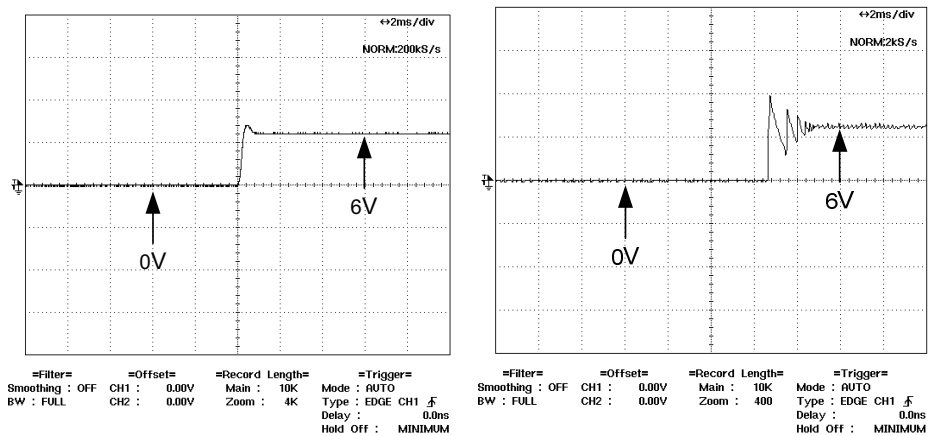 ↔2ms/div
NORM:200kS/s
6V
0V
=Filter= =Offset= =Record Length= =Trigger=
Smoothing : OFF CH1 : 0.00V Main : 10K Mode : AUTO
BW : FULL CH2 : 0.00V Zoom : 4K Type : EDGE CH1
Delay : 0.0ns
Hold Off : MINIMUM
↔2ms/div
NORM:2kS/s
6V
0V
=Filter= =Offset= =Record Length= =Trigger=
Smoothing : OFF CH1 : 0.00V Main : 10K Mode : AUTO
BW : FULL CH2 : 0.00V Zoom : 400 Type : EDGE CH1
Delay : 0.0ns
Hold Off : MINIMUM